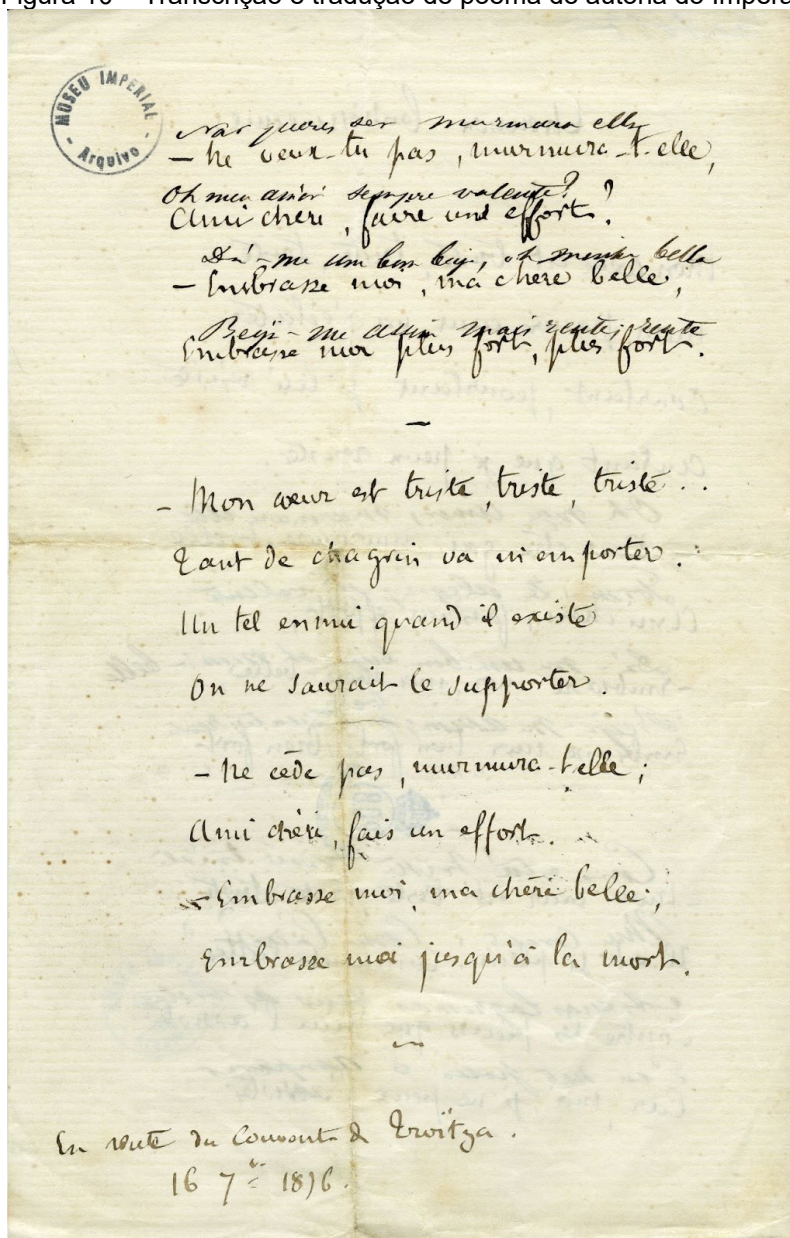 Figura 10 – Transcrição e tradução de poema de autoria do Impera
MUSEU IMPERIAL
- Arquivo -
Não queres ser murmura ella
– Ne veux-tu pas, murmura-t-elle,
Oh meu amor sempre valente?
Ami chéri, faire une effort?
Dá-me um bom beijo, oh minha bella
– Embrasse moi, ma chère belle,
Beija-me assim mais rente, rente
Embrasse moi plus fort, plus fort.
–
– Mon cœur est triste, triste, triste..
Tant de chagrin va m'emporter.
Un tel ennui quand il existe
On ne saurait le supporter.
– Ne cède pas, murmura-t-elle;
Ami chéri, fais un effort.
– Embrasse moi, ma chéri belle,
Embrasse moi jusqu'à la mort.
–
En route du Couvent de Troïtza.
16 7bre 1876.